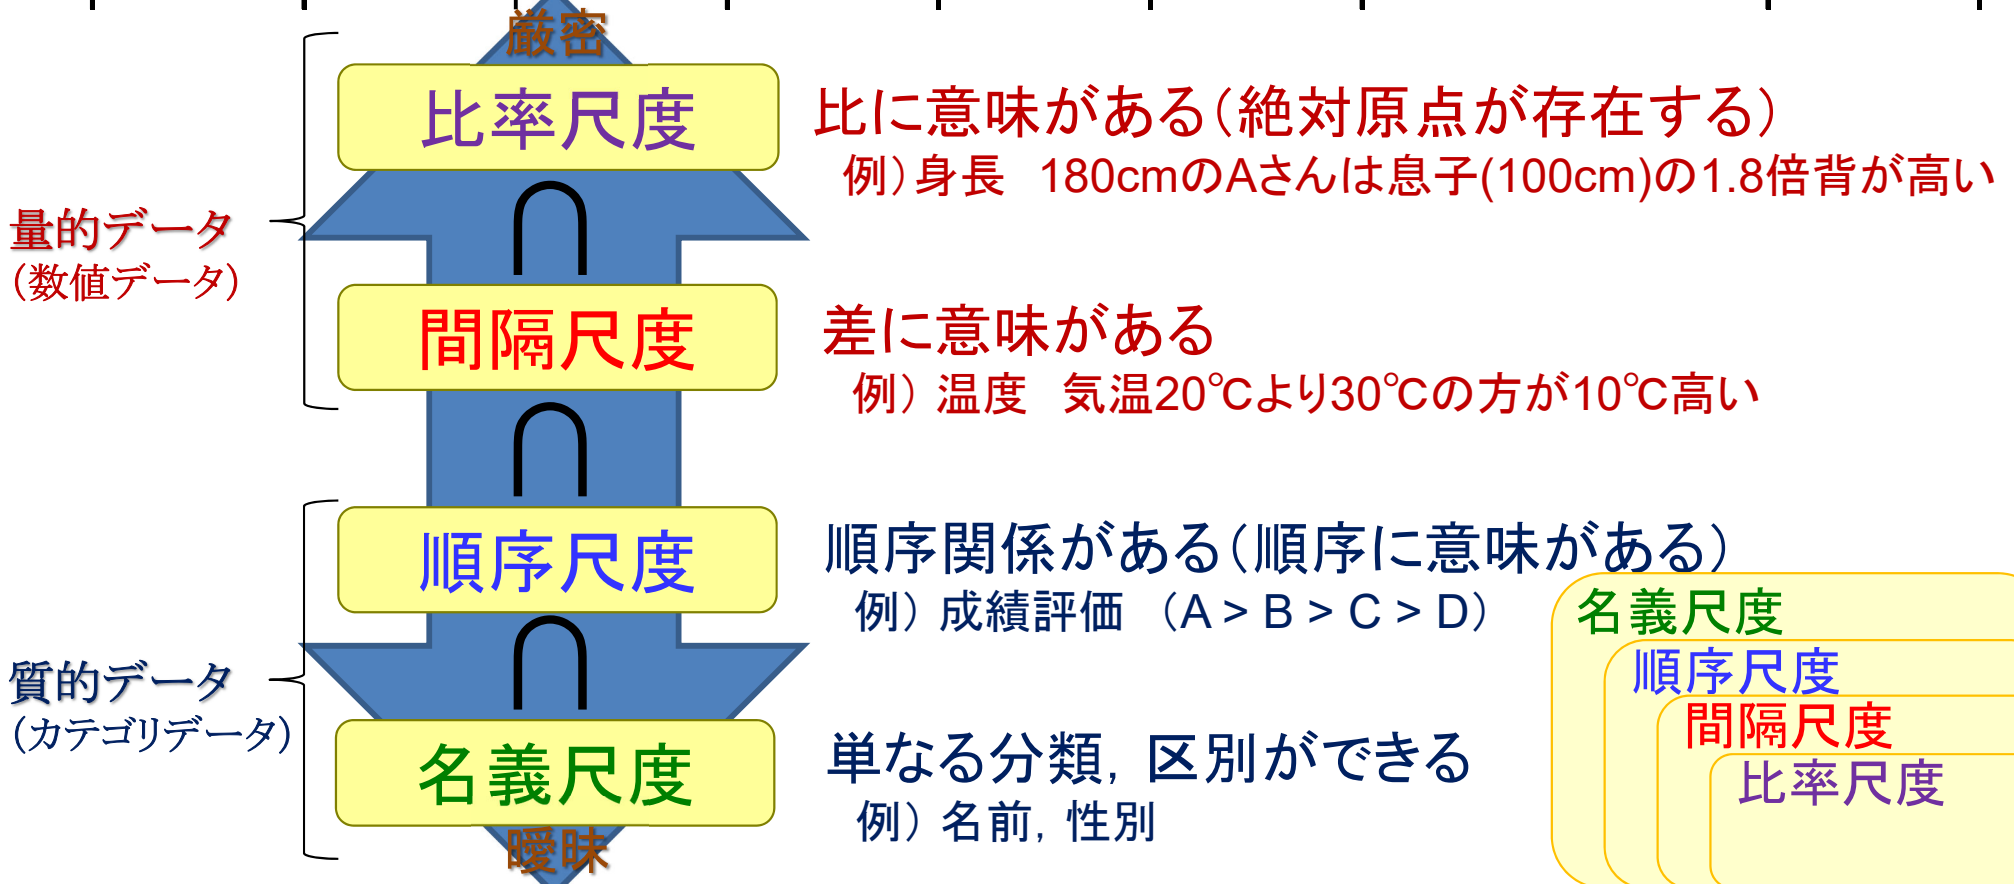 厳密
比率尺度
比に意味がある（絶対原点が存在する）
例）身長　180cmのAさんは息子(100cm)の1.8倍背が高い
量的データ
（数値データ）
∩
間隔尺度
差に意味がある
例）温度　気温20℃より30℃の方が10℃高い
∩
順序尺度
順序関係がある（順序に意味がある）
例）成績評価　（A > B > C > D）
∩
質的データ
（カテゴリデータ）
名義尺度
単なる分類，区別ができる
例）名前，性別
曖昧
名義尺度
順序尺度
間隔尺度
比率尺度